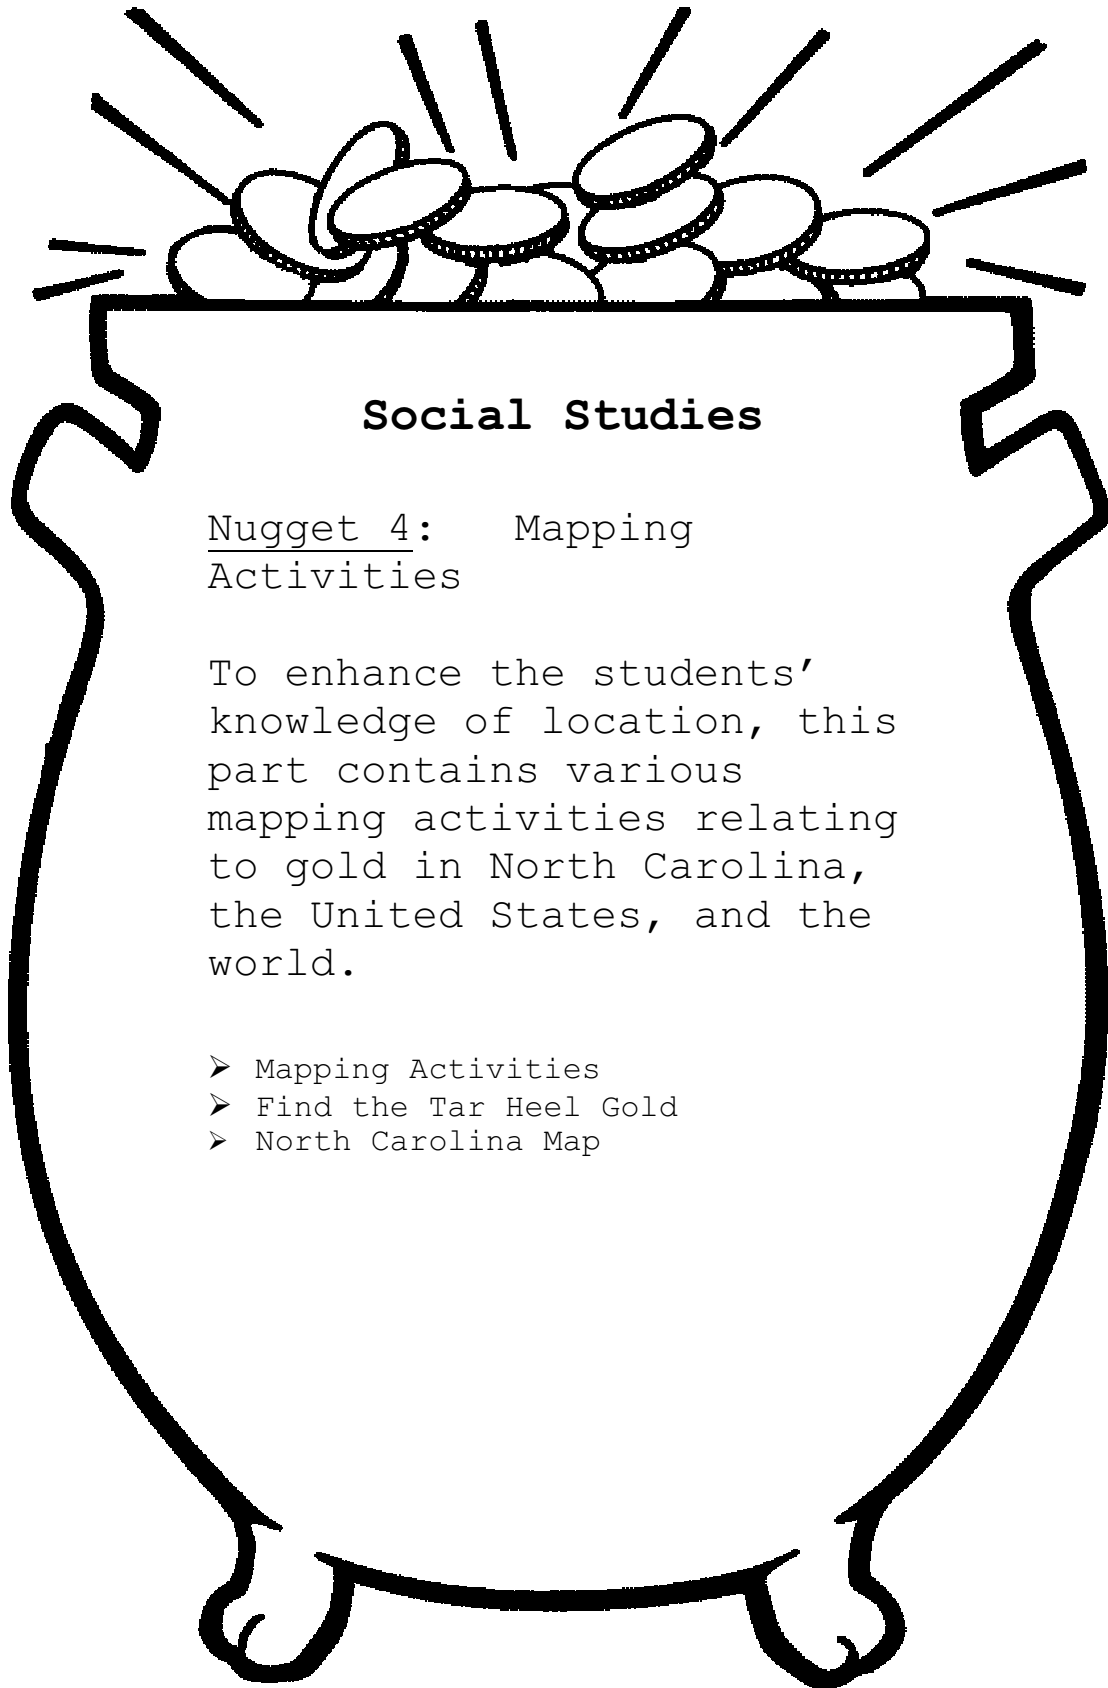 Social Studies
Nugget 4:   Mapping
Activities
To enhance the students’
knowledge of location, this
part contains various
mapping activities relating
to gold in North Carolina,
the United States, and the
world.
➢ Mapping Activities
➢ Find the Tar Heel Gold
➢ North Carolina Map